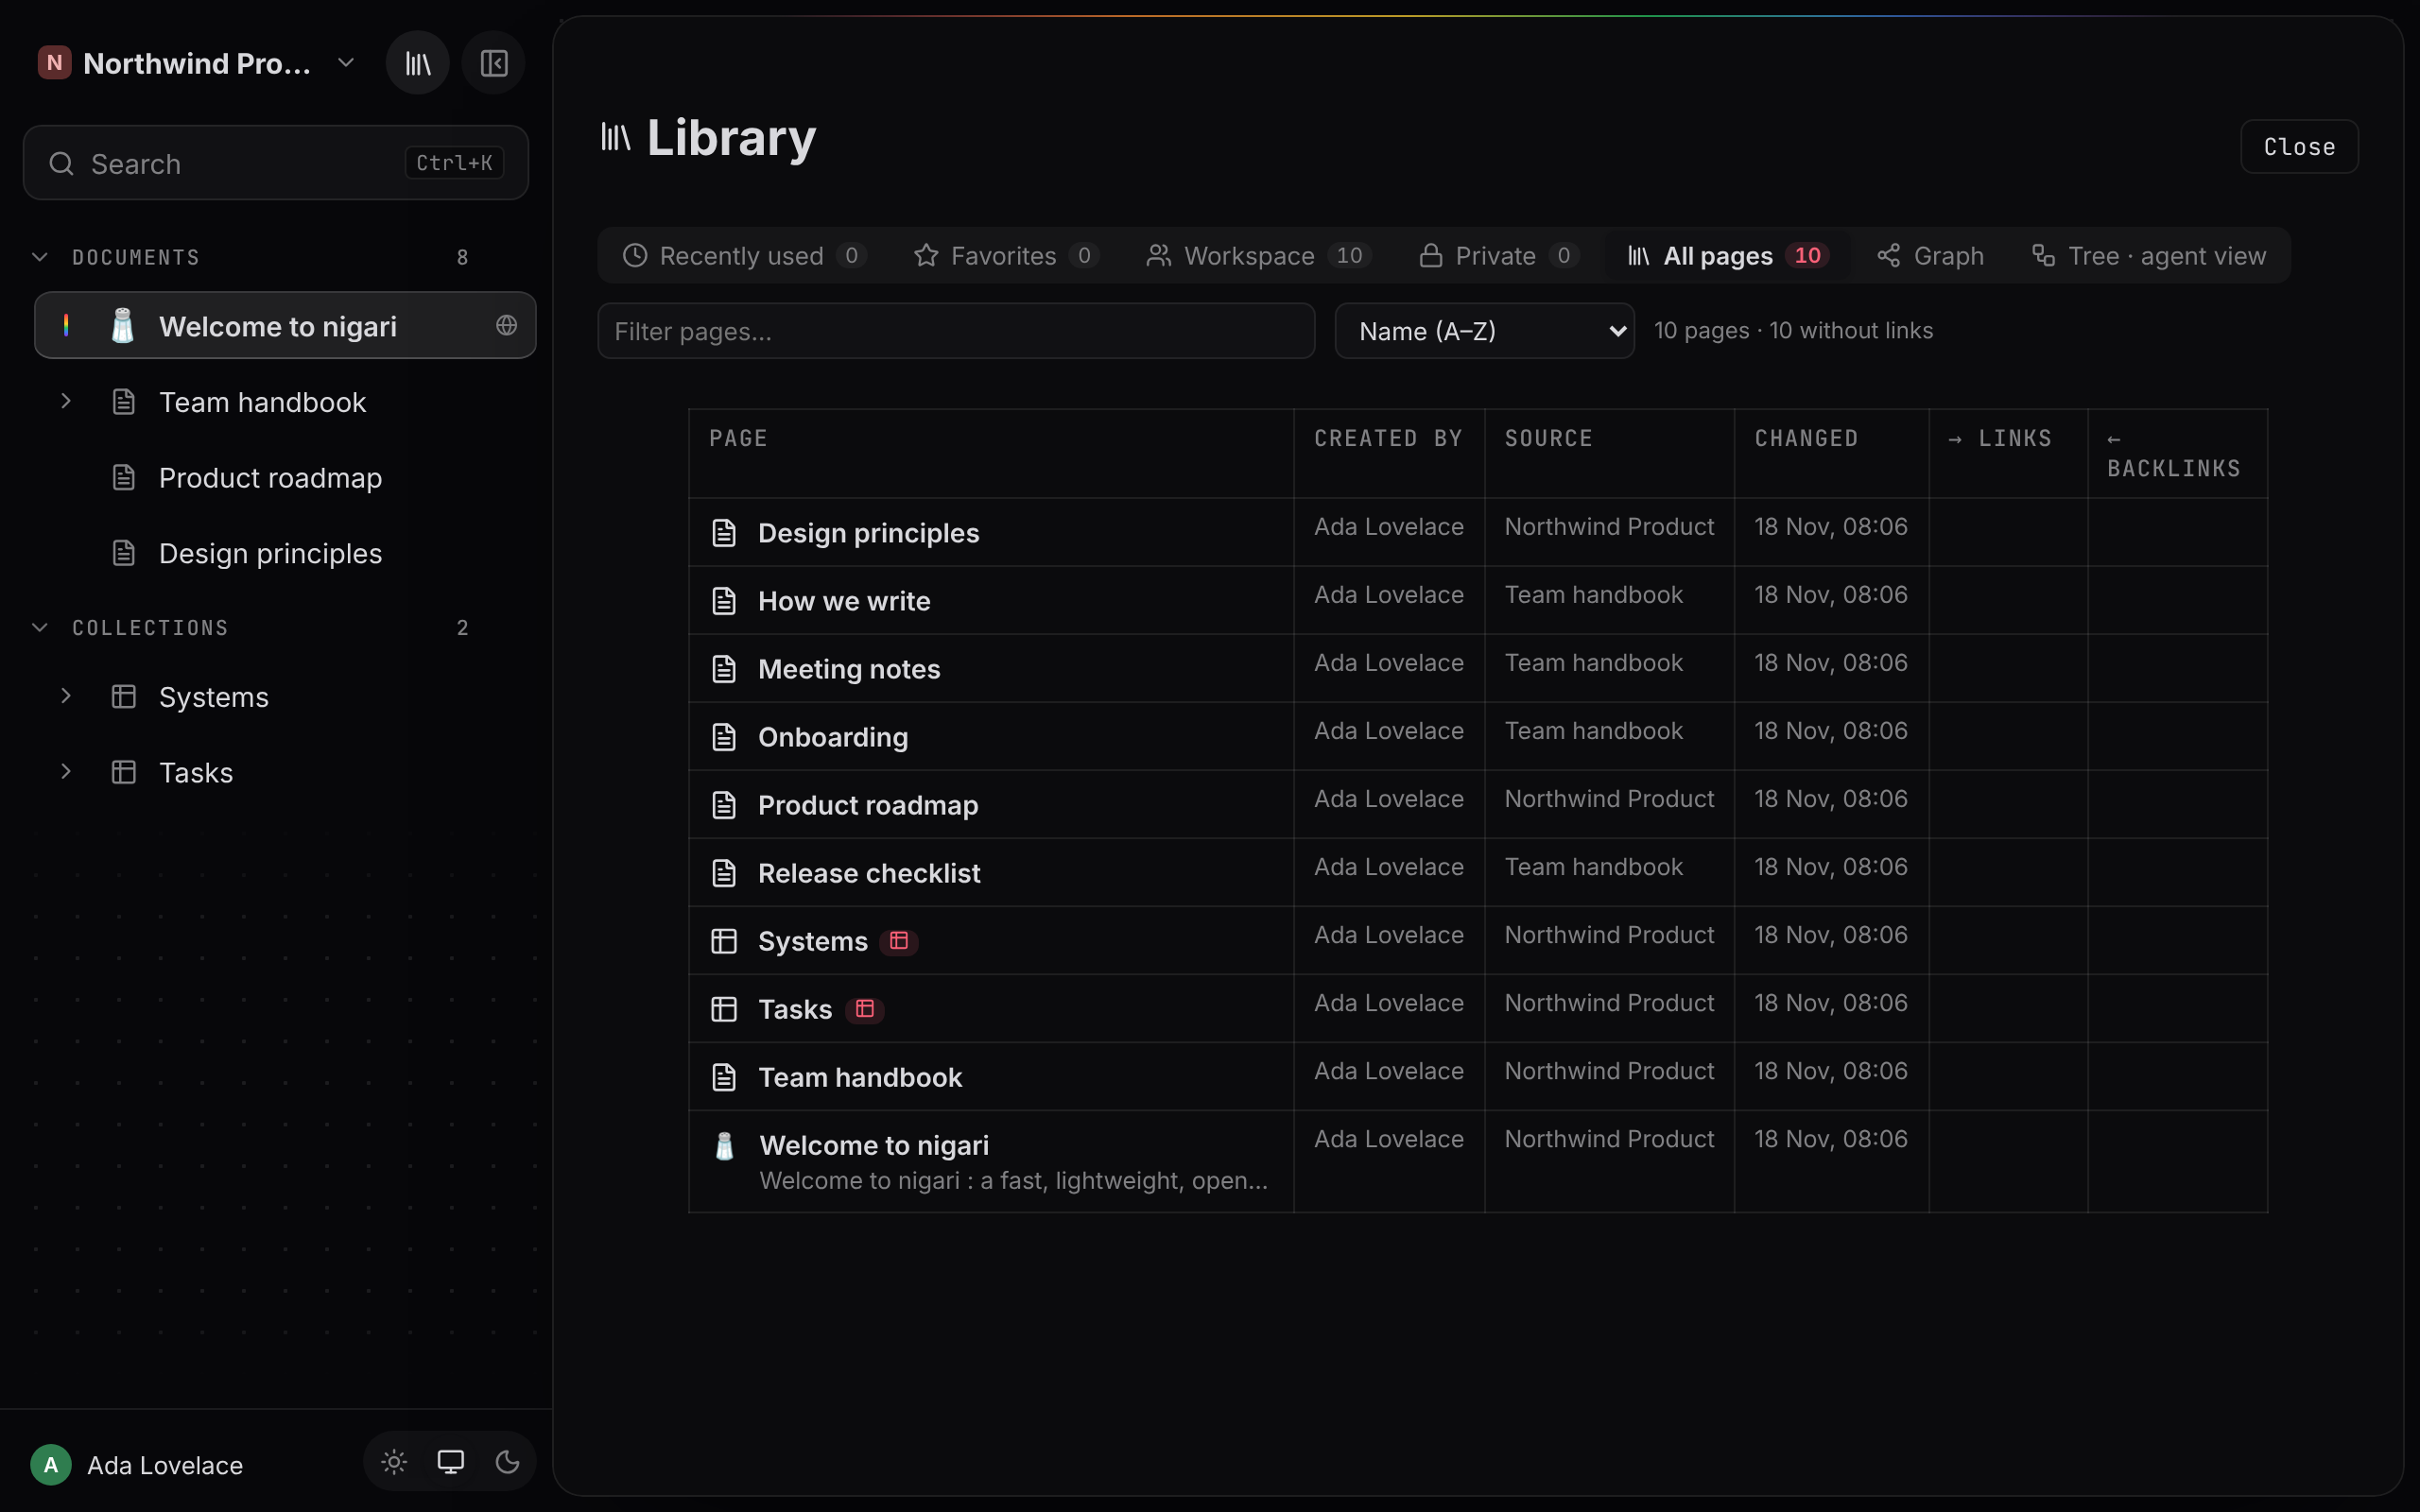 N Northwind Pro...
Search Ctrl+K
DOCUMENTS 8
Welcome to nigari
Team handbook
Product roadmap
Design principles
COLLECTIONS 2
Systems
Tasks
A Ada Lovelace
Library
Close
Recently used 0 Favorites 0 Workspace 10 Private 0 All pages 10 Graph Tree · agent view
Filter pages... Name (A–Z) 10 pages · 10 without links
PAGE CREATED BY SOURCE CHANGED → LINKS ← BACKLINKS
Design principles Ada Lovelace Northwind Product 18 Nov, 08:06
How we write Ada Lovelace Team handbook 18 Nov, 08:06
Meeting notes Ada Lovelace Team handbook 18 Nov, 08:06
Onboarding Ada Lovelace Team handbook 18 Nov, 08:06
Product roadmap Ada Lovelace Northwind Product 18 Nov, 08:06
Release checklist Ada Lovelace Team handbook 18 Nov, 08:06
Systems Ada Lovelace Northwind Product 18 Nov, 08:06
Tasks Ada Lovelace Northwind Product 18 Nov, 08:06
Team handbook Ada Lovelace Northwind Product 18 Nov, 08:06
Welcome to nigari Ada Lovelace Northwind Product 18 Nov, 08:06
Welcome to nigari : a fast, lightweight, open...